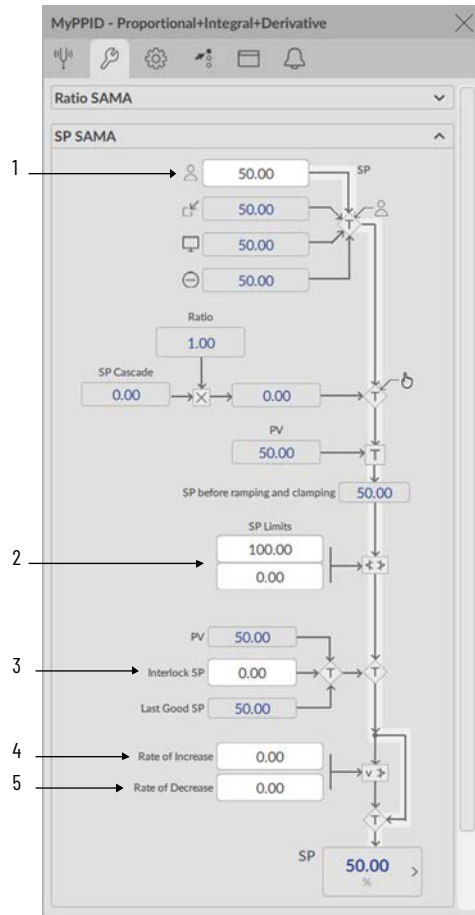 MyPPID - Proportional+Integral+Derivative
Ratio SAMA
SP SAMA
1
50.00
SP
50.00
T
50.00
50.00
Ratio
1.00
SP Cascade
0.00
0.00
T
PV
50.00
T
SP before ramping and clamping
50.00
SP Limits
2
100.00
0.00
PV
50.00
3
Interlock SP
0.00
T
T
Last Good SP
50.00
4
Rate of Increase
0.00
5
Rate of Decrease
0.00
T
SP
50.00
%